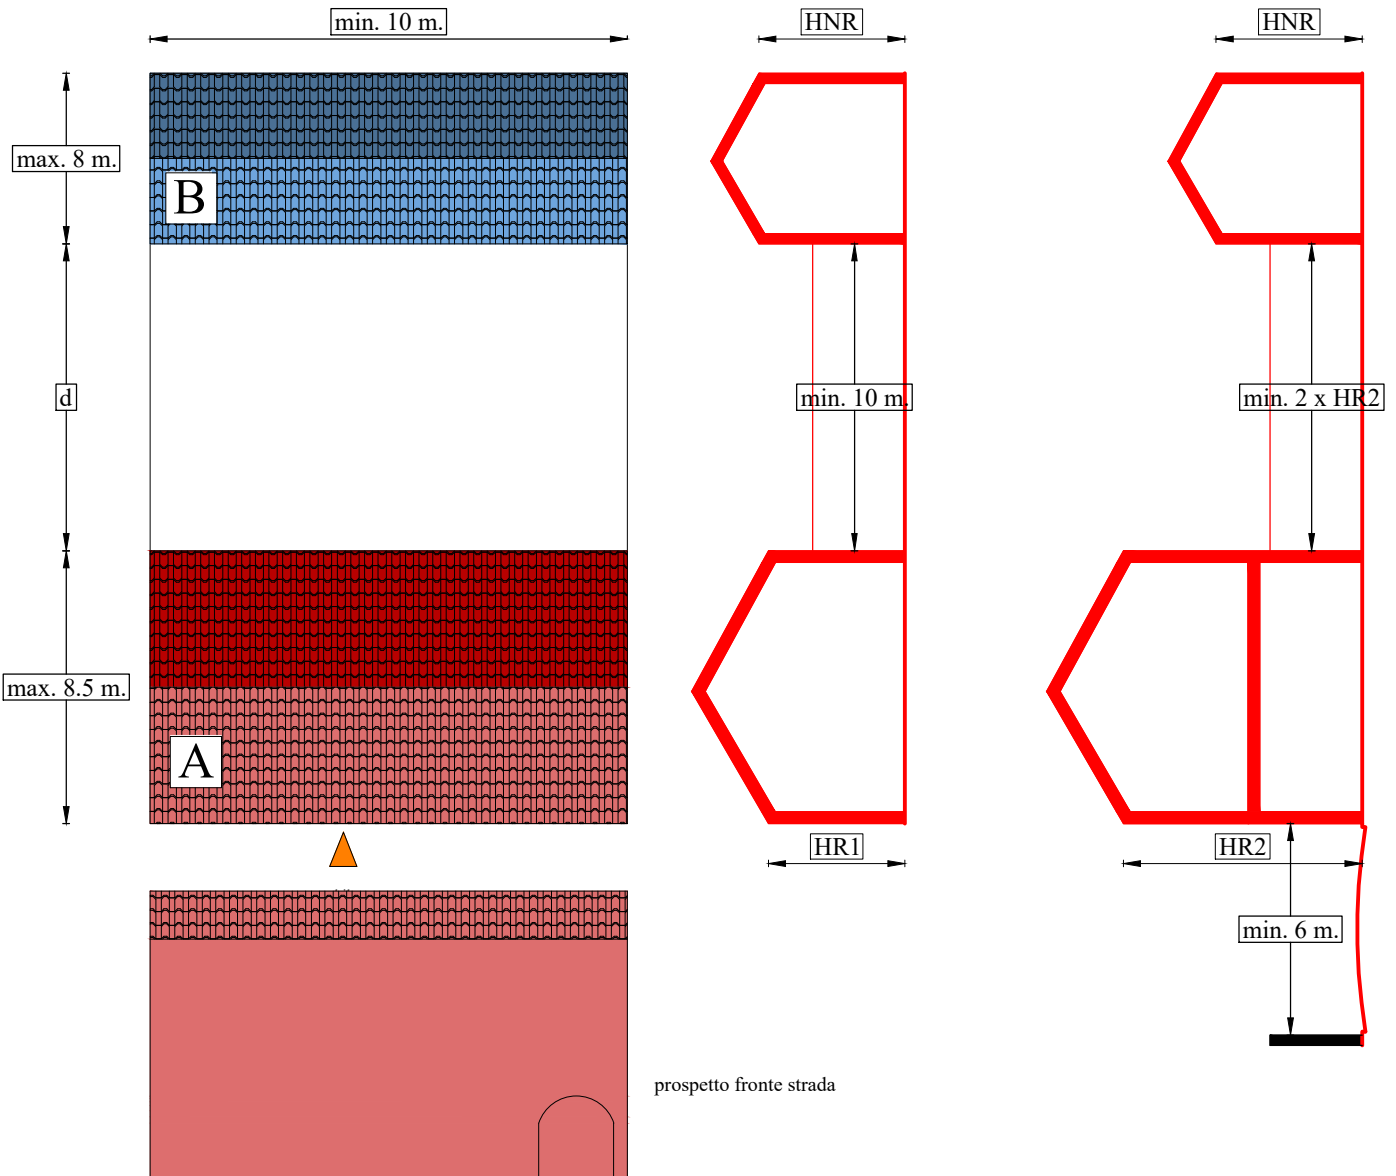 min. 10 m.
HNR
HNR
max. 8 m.
B
d
min. 10 m.
min. 2 x HR2
max. 8.5 m.
A
HR1
HR2
min. 6 m.
prospetto fronte strada